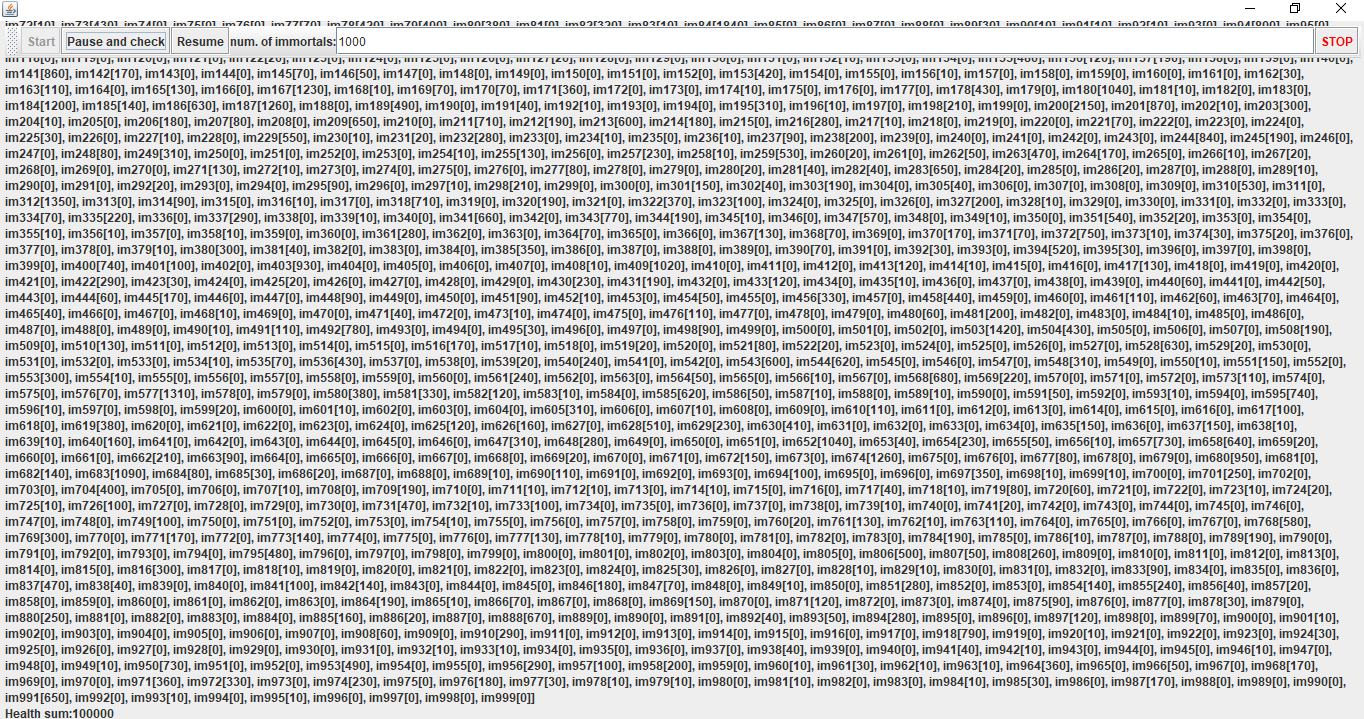 Start Pause and check Resume num. of immortals: 1000 STOP
im141[860], im142[170], im143[0], im144[0], im145[70], im146[50], im147[0], im148[0], im149[0], im150[0], im151[0], im152[0], im153[420], im154[0], im155[0], im156[10], im157[0], im158[0], im159[0], im160[0], im161[0], im162[30],
im163[110], im164[0], im165[130], im166[0], im167[1230], im168[10], im169[70], im170[70], im171[360], im172[0], im173[0], im174[10], im175[0], im176[0], im177[0], im178[430], im179[0], im180[1040], im181[10], im182[0], im183[0],
im184[1200], im185[140], im186[630], im187[1260], im188[0], im189[490], im190[0], im191[40], im192[10], im193[0], im194[0], im195[310], im196[10], im197[0], im198[210], im199[0], im200[2150], im201[870], im202[10], im203[300],
im204[10], im205[0], im206[180], im207[80], im208[0], im209[650], im210[0], im211[710], im212[190], im213[600], im214[180], im215[0], im216[280], im217[10], im218[0], im219[0], im220[0], im221[70], im222[0], im223[0], im224[0],
im225[30], im226[0], im227[10], im228[0], im229[550], im230[10], im231[20], im232[280], im233[0], im234[10], im235[0], im236[10], im237[90], im238[200], im239[0], im240[0], im241[0], im242[0], im243[0], im244[840], im245[190], im246[0],
im247[0], im248[80], im249[310], im250[0], im251[0], im252[0], im253[0], im254[10], im255[130], im256[0], im257[230], im258[10], im259[530], im260[20], im261[0], im262[50], im263[470], im264[170], im265[0], im266[10], im267[20],
im268[0], im269[0], im270[0], im271[130], im272[10], im273[0], im274[0], im275[0], im276[0], im277[80], im278[0], im279[0], im280[20], im281[40], im282[40], im283[650], im284[20], im285[0], im286[20], im287[0], im288[0], im289[10],
im290[0], im291[0], im292[20], im293[0], im294[0], im295[90], im296[0], im297[10], im298[210], im299[0], im300[0], im301[150], im302[40], im303[190], im304[0], im305[40], im306[0], im307[0], im308[0], im309[0], im310[530], im311[0],
im312[1350], im313[0], im314[90], im315[0], im316[10], im317[0], im318[710], im319[0], im320[190], im321[0], im322[370], im323[100], im324[0], im325[0], im326[0], im327[200], im328[10], im329[0], im330[0], im331[0], im332[0], im333[0],
im334[70], im335[220], im336[0], im337[290], im338[0], im339[10], im340[0], im341[660], im342[0], im343[770], im344[190], im345[10], im346[0], im347[570], im348[0], im349[10], im350[0], im351[540], im352[20], im353[0], im354[0],
im355[10], im356[10], im357[0], im358[10], im359[0], im360[0], im361[280], im362[0], im363[0], im364[70], im365[0], im366[0], im367[130], im368[70], im369[0], im370[170], im371[70], im372[750], im373[10], im374[30], im375[20], im376[0],
im377[0], im378[0], im379[10], im380[300], im381[40], im382[0], im383[0], im384[0], im385[350], im386[0], im387[0], im388[0], im389[0], im390[70], im391[0], im392[30], im393[0], im394[520], im395[30], im396[0], im397[0], im398[0],
im399[0], im400[740], im401[100], im402[0], im403[930], im404[0], im405[0], im406[0], im407[0], im408[10], im409[1020], im410[0], im411[0], im412[0], im413[120], im414[10], im415[0], im416[0], im417[130], im418[0], im419[0], im420[0],
im421[0], im422[290], im423[30], im424[0], im425[20], im426[0], im427[0], im428[0], im429[0], im430[230], im431[190], im432[0], im433[120], im434[0], im435[10], im436[0], im437[0], im438[0], im439[0], im440[60], im441[0], im442[50],
im443[0], im444[60], im445[170], im446[0], im447[0], im448[90], im449[0], im450[0], im451[90], im452[10], im453[0], im454[50], im455[0], im456[330], im457[0], im458[440], im459[0], im460[0], im461[110], im462[60], im463[70], im464[0],
im465[40], im466[0], im467[0], im468[10], im469[0], im470[0], im471[40], im472[0], im473[10], im474[0], im475[0], im476[110], im477[0], im478[0], im479[0], im480[60], im481[200], im482[0], im483[0], im484[10], im485[0], im486[0],
im487[0], im488[0], im489[0], im490[10], im491[110], im492[780], im493[0], im494[0], im495[30], im496[0], im497[0], im498[90], im499[0], im500[0], im501[0], im502[0], im503[1420], im504[430], im505[0], im506[0], im507[0], im508[190],
im509[0], im510[130], im511[0], im512[0], im513[0], im514[0], im515[0], im516[170], im517[10], im518[0], im519[20], im520[0], im521[80], im522[20], im523[0], im524[0], im525[0], im526[0], im527[0], im528[630], im529[20], im530[0],
im531[0], im532[0], im533[0], im534[10], im535[70], im536[430], im537[0], im538[0], im539[20], im540[240], im541[0], im542[0], im543[600], im544[620], im545[0], im546[0], im547[0], im548[310], im549[0], im550[10], im551[150], im552[0],
im553[300], im554[10], im555[0], im556[0], im557[0], im558[0], im559[0], im560[0], im561[240], im562[0], im563[0], im564[50], im565[0], im566[10], im567[0], im568[680], im569[220], im570[0], im571[0], im572[0], im573[110], im574[0],
im575[0], im576[70], im577[1310], im578[0], im579[0], im580[380], im581[330], im582[120], im583[10], im584[0], im585[620], im586[50], im587[10], im588[0], im589[10], im590[0], im591[50], im592[0], im593[10], im594[0], im595[740],
im596[10], im597[0], im598[0], im599[20], im600[0], im601[10], im602[0], im603[0], im604[0], im605[310], im606[0], im607[10], im608[0], im609[0], im610[110], im611[0], im612[0], im613[0], im614[0], im615[0], im616[0], im617[100],
im618[0], im619[380], im620[0], im621[0], im622[0], im623[0], im624[0], im625[120], im626[160], im627[0], im628[510], im629[230], im630[410], im631[0], im632[0], im633[0], im634[0], im635[150], im636[0], im637[150], im638[10],
im639[10], im640[160], im641[0], im642[0], im643[0], im644[0], im645[0], im646[0], im647[310], im648[280], im649[0], im650[0], im651[0], im652[1040], im653[40], im654[230], im655[50], im656[10], im657[730], im658[640], im659[20],
im660[0], im661[0], im662[210], im663[90], im664[0], im665[0], im666[0], im667[0], im668[0], im669[20], im670[0], im671[0], im672[150], im673[0], im674[1260], im675[0], im676[0], im677[80], im678[0], im679[0], im680[950], im681[0],
im682[140], im683[1090], im684[80], im685[30], im686[20], im687[0], im688[0], im689[10], im690[110], im691[0], im692[0], im693[0], im694[100], im695[0], im696[0], im697[350], im698[10], im699[10], im700[0], im701[250], im702[0],
im703[0], im704[400], im705[0], im706[0], im707[10], im708[0], im709[190], im710[0], im711[10], im712[10], im713[0], im714[10], im715[0], im716[0], im717[40], im718[10], im719[80], im720[60], im721[0], im722[0], im723[10], im724[20],
im725[10], im726[100], im727[0], im728[0], im729[0], im730[0], im731[470], im732[10], im733[100], im734[0], im735[0], im736[0], im737[0], im738[0], im739[10], im740[0], im741[20], im742[0], im743[0], im744[0], im745[0], im746[0],
im747[0], im748[0], im749[100], im750[0], im751[0], im752[0], im753[0], im754[10], im755[0], im756[0], im757[0], im758[0], im759[0], im760[20], im761[130], im762[10], im763[110], im764[0], im765[0], im766[0], im767[0], im768[580],
im769[300], im770[0], im771[170], im772[0], im773[140], im774[0], im775[0], im776[0], im777[130], im778[10], im779[0], im780[0], im781[0], im782[0], im783[0], im784[190], im785[0], im786[10], im787[0], im788[0], im789[190], im790[0],
im791[0], im792[0], im793[0], im794[0], im795[480], im796[0], im797[0], im798[0], im799[0], im800[0], im801[0], im802[0], im803[0], im804[0], im805[0], im806[500], im807[50], im808[260], im809[0], im810[0], im811[0], im812[0], im813[0],
im814[0], im815[0], im816[300], im817[0], im818[10], im819[0], im820[0], im821[0], im822[0], im823[0], im824[0], im825[30], im826[0], im827[0], im828[10], im829[10], im830[0], im831[0], im832[0], im833[90], im834[0], im835[0], im836[0],
im837[470], im838[40], im839[0], im840[0], im841[100], im842[140], im843[0], im844[0], im845[0], im846[180], im847[70], im848[0], im849[10], im850[0], im851[280], im852[0], im853[0], im854[140], im855[240], im856[40], im857[20],
im858[0], im859[0], im860[0], im861[0], im862[0], im863[0], im864[190], im865[10], im866[70], im867[0], im868[0], im869[150], im870[0], im871[120], im872[0], im873[0], im874[0], im875[90], im876[0], im877[0], im878[30], im879[0],
im880[250], im881[0], im882[0], im883[0], im884[0], im885[160], im886[20], im887[0], im888[670], im889[0], im890[0], im891[0], im892[40], im893[50], im894[280], im895[0], im896[0], im897[120], im898[0], im899[70], im900[0], im901[10],
im902[0], im903[0], im904[0], im905[0], im906[0], im907[0], im908[60], im909[0], im910[290], im911[0], im912[0], im913[0], im914[0], im915[0], im916[0], im917[0], im918[790], im919[0], im920[10], im921[0], im922[0], im923[0], im924[30],
im925[0], im926[0], im927[0], im928[0], im929[0], im930[0], im931[0], im932[10], im933[10], im934[0], im935[0], im936[0], im937[0], im938[40], im939[0], im940[0], im941[40], im942[10], im943[0], im944[0], im945[0], im946[10], im947[0],
im948[0], im949[10], im950[730], im951[0], im952[0], im953[490], im954[0], im955[0], im956[290], im957[100], im958[200], im959[0], im960[10], im961[30], im962[10], im963[10], im964[360], im965[0], im966[50], im967[0], im968[170],
im969[0], im970[0], im971[360], im972[330], im973[0], im974[230], im975[0], im976[180], im977[30], im978[10], im979[10], im980[0], im981[10], im982[0], im983[0], im984[10], im985[30], im986[0], im987[170], im988[0], im989[0], im990[0],
im991[650], im992[0], im993[10], im994[0], im995[10], im996[0], im997[0], im998[0], im999[0]]
Health sum:100000